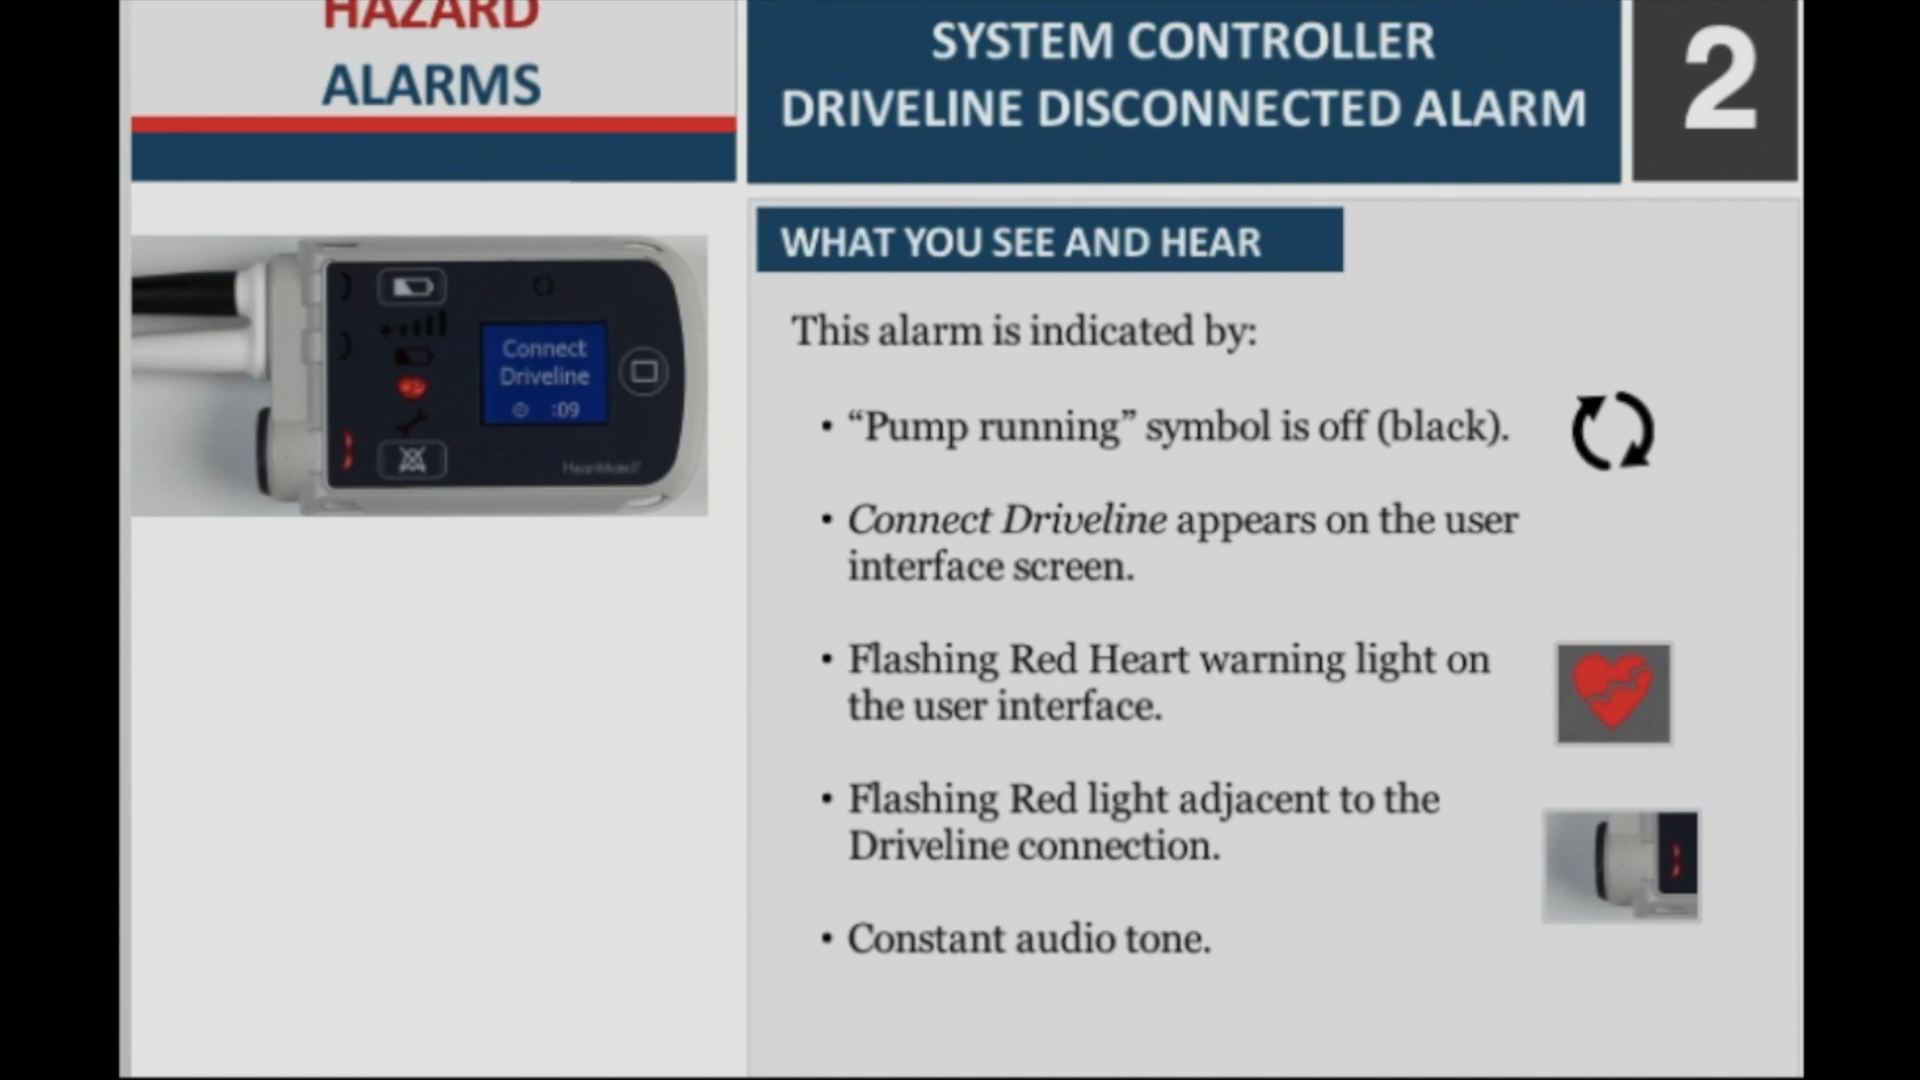 HAZARD
ALARMS
SYSTEM CONTROLLER
DRIVELINE DISCONNECTED ALARM
2
WHAT YOU SEE AND HEAR
This alarm is indicated by:
• “Pump running” symbol is off (black).
• Connect Driveline appears on the user
interface screen.
• Flashing Red Heart warning light on
the user interface.
• Flashing Red light adjacent to the
Driveline connection.
• Constant audio tone.
Connect
Driveline
:09